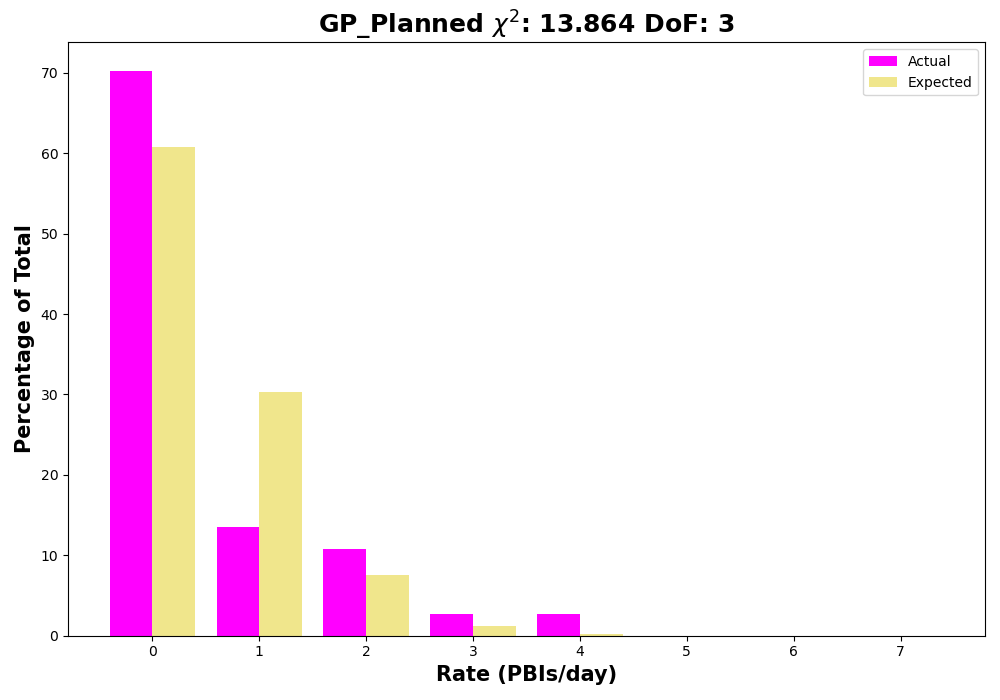 GP_Planned χ²: 13.864 DoF: 3
Actual
Expected
Percentage of Total
70
60
50
40
30
20
10
0
0 1 2 3 4 5 6 7
Rate (PBIs/day)